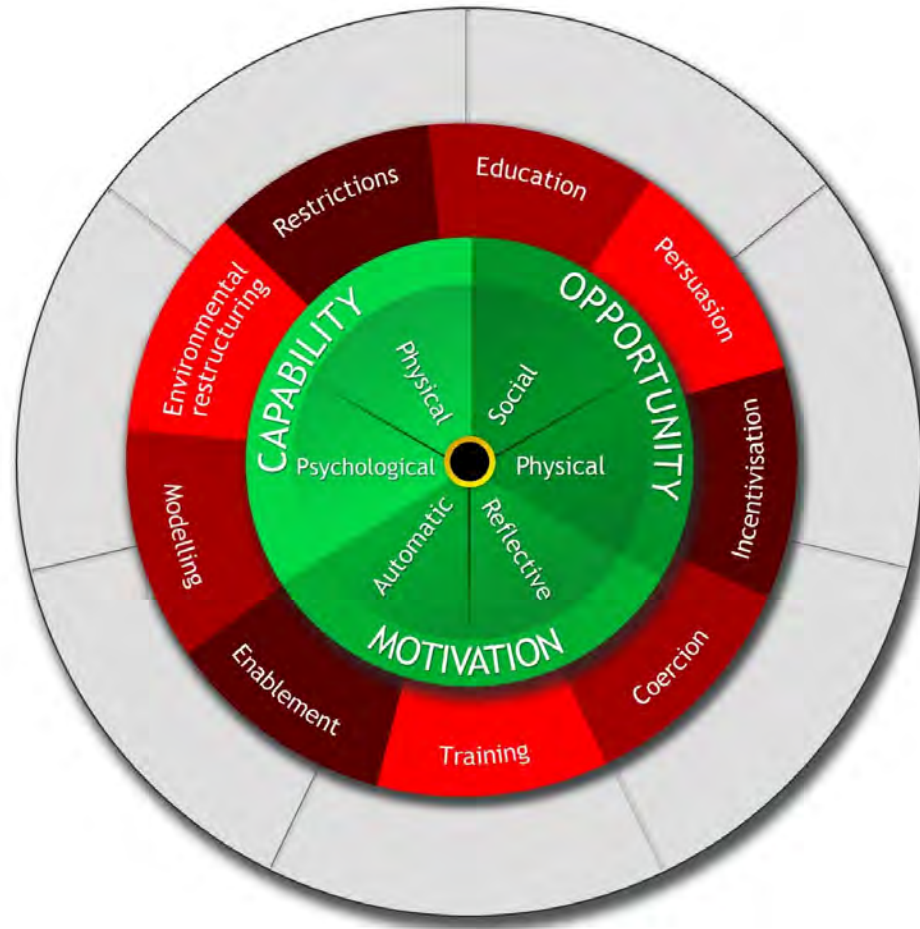 Education
Persuasion
Incentivisation
Coercion
Training
Enablement
Modelling
Environmental
restructuring
Restrictions
CAPABILITY
OPPORTUNITY
MOTIVATION
Physical
Social
Psychological
Physical
Automatic
Reflective